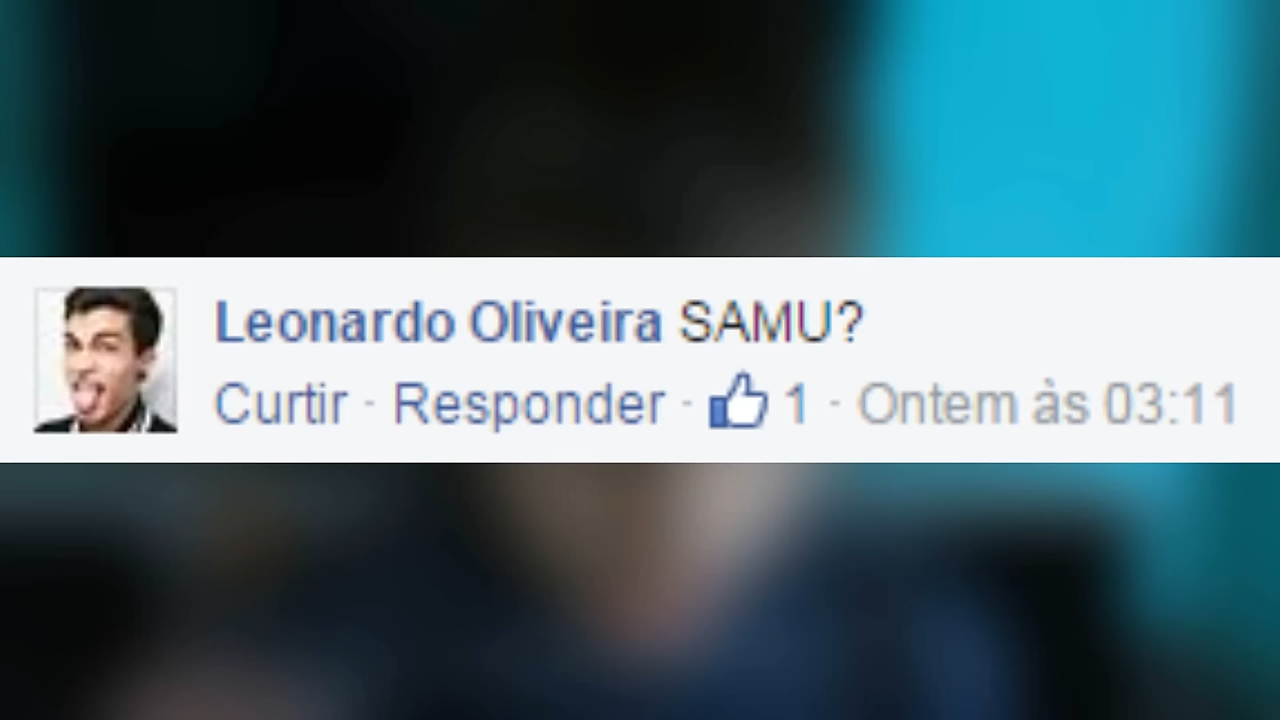 Leonardo Oliveira SAMU?
Curtir · Responder · 1 · Ontem às 03:11